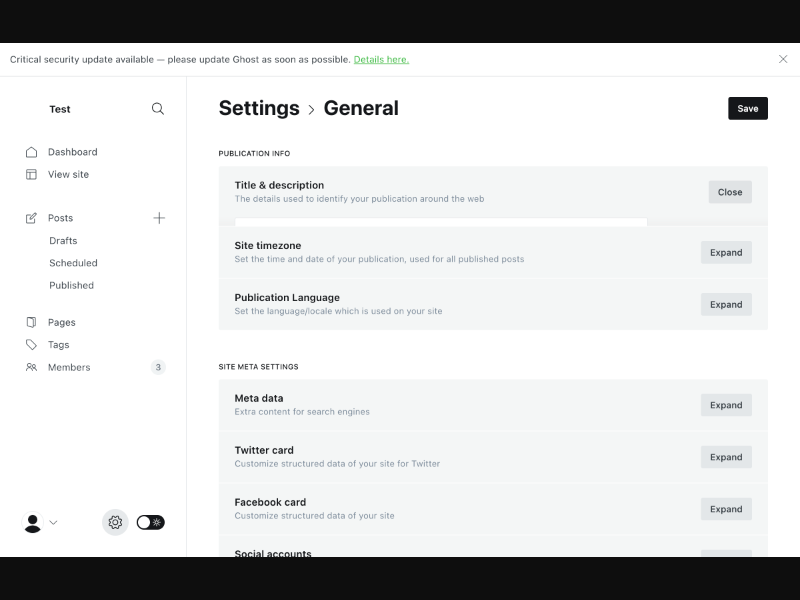 Critical security update available — please update Ghost as soon as possible. Details here.
Test
Dashboard
View site
Posts
Drafts
Scheduled
Published
Pages
Tags
Members 3
Settings > General
Save
PUBLICATION INFO
Title & description
The details used to identify your publication around the web
Close
Site timezone
Set the time and date of your publication, used for all published posts
Expand
Publication Language
Set the language/locale which is used on your site
Expand
SITE META SETTINGS
Meta data
Extra content for search engines
Expand
Twitter card
Customize structured data of your site for Twitter
Expand
Facebook card
Customize structured data of your site
Expand
Social accounts